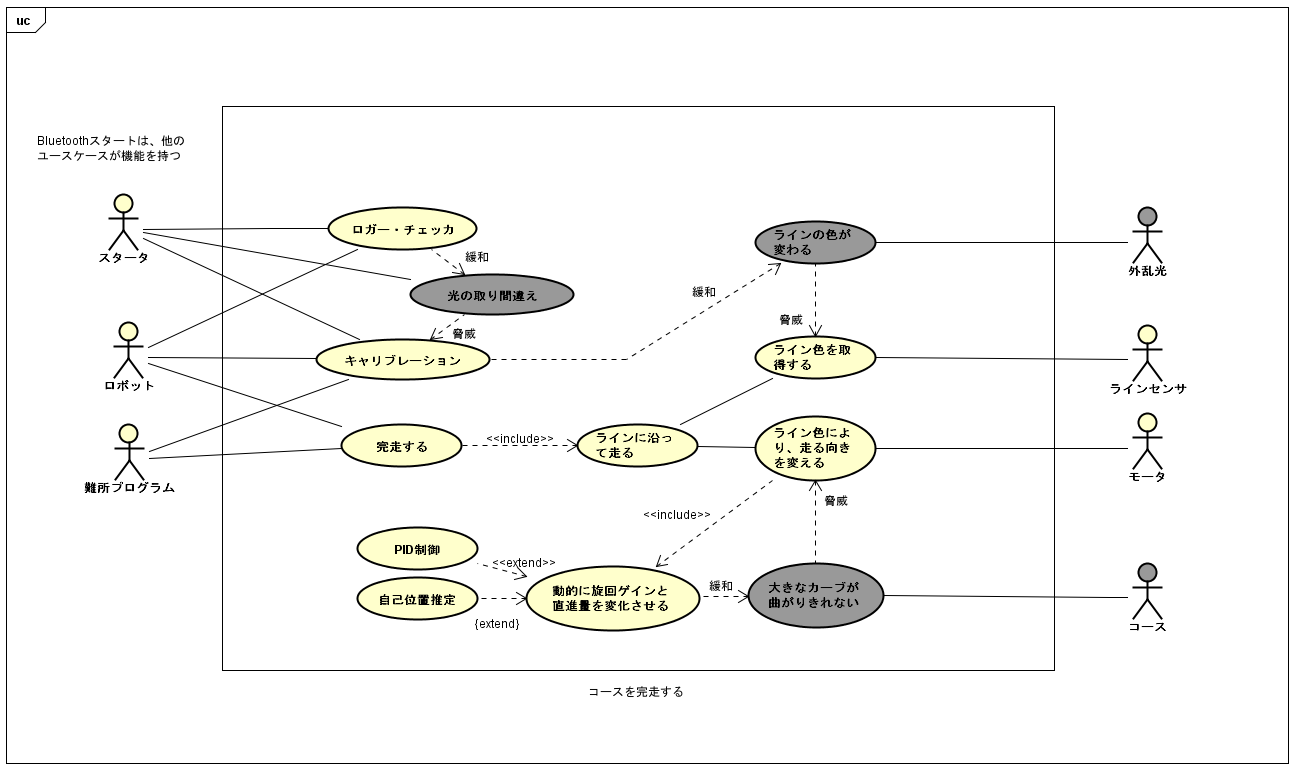 uc
Bluetoothスタートは、他の
ユースケースが機能を持つ
スタータ
ロガー・チェッカ
緩和
光の取り間違え
脅威
ロボット
キャリブレーション
緩和
ラインの色が
変わる
外乱光
脅威
ライン色を取
得する
ラインセンサ
難所プログラム
完走する
<<include>>
ラインに沿っ
て走る
ライン色によ
り、走る向き
を変える
モータ
<<include>>
脅威
PID制御
<<extend>>
自己位置推定
{extend}
動的に旋回ゲインと
直進量を変化させる
緩和
大きなカーブが
曲がりきれない
コース
コースを完走する